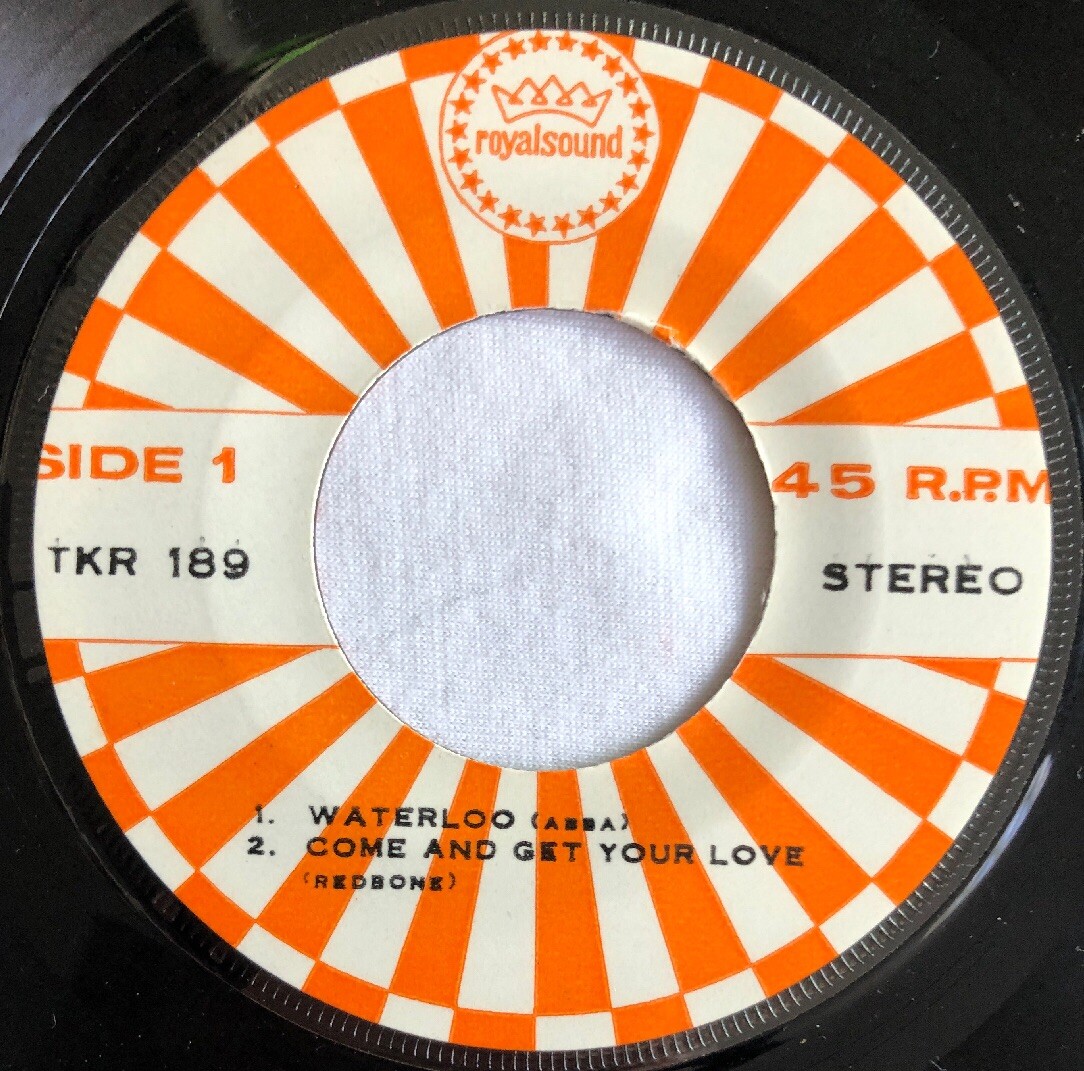 royalsound
SIDE 1
45 R.P.M
TKR 189
STEREO
1. WATERLOO (ABBA)
2. COME AND GET YOUR LOVE
(REDBONE)